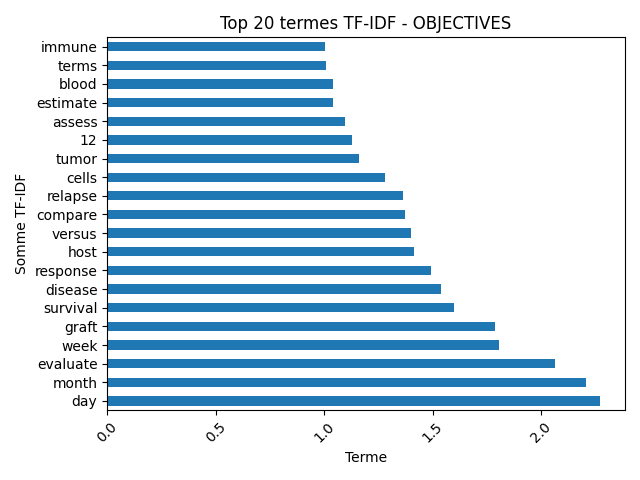 Top 20 termes TF-IDF - OBJECTIVES
immune
terms
blood
estimate
assess
12
tumor
cells
relapse
compare
versus
host
response
disease
survival
graft
week
evaluate
month
day
Somme TF-IDF
0.0 0.5 1.0 1.5 2.0
Terme